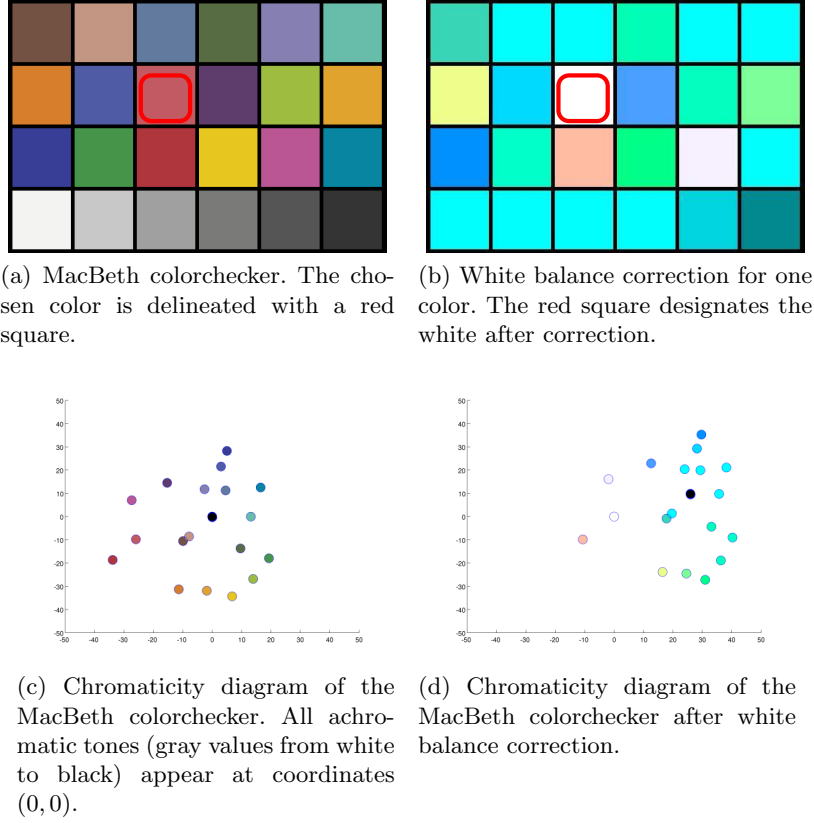 (a) MacBeth colorchecker. The cho-
sen color is delineated with a red
square.
(b) White balance correction for one
color. The red square designates the
white after correction.
50
40
30
20
10
0
-10
-20
-30
-40
-50
-50 -40 -30 -20 -10 0 10 20 30 40 50
50
40
30
20
10
0
-10
-20
-30
-40
-50
-50 -40 -30 -20 -10 0 10 20 30 40 50
(c) Chromaticity diagram of the
MacBeth colorchecker. All achro-
matic tones (gray values from white
to black) appear at coordinates
(0, 0).
(d) Chromaticity diagram of the
MacBeth colorchecker after white
balance correction.